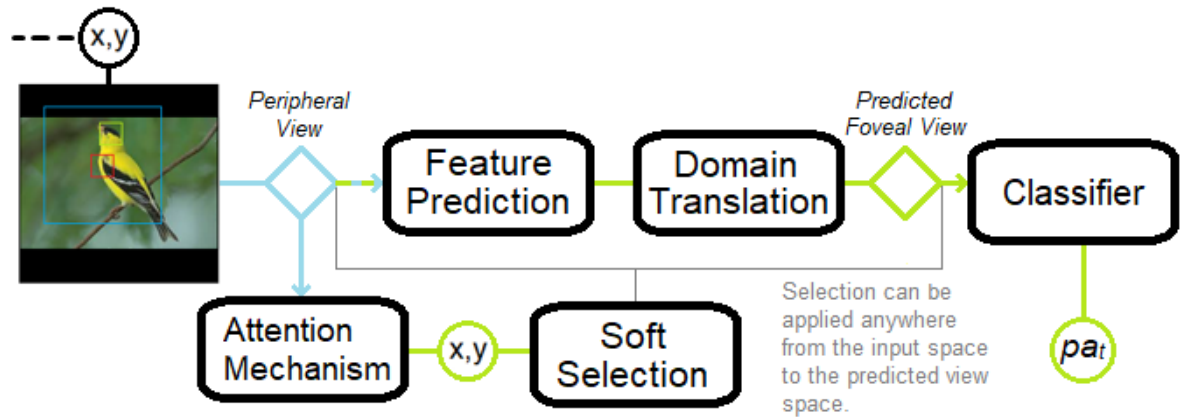 x,y
Peripheral
View
Predicted
Foveal View
Feature
Prediction
Domain
Translation
Classifier
Attention
Mechanism
x,y
Soft
Selection
Selection can be
applied anywhere
from the input space
to the predicted view
space.
pat